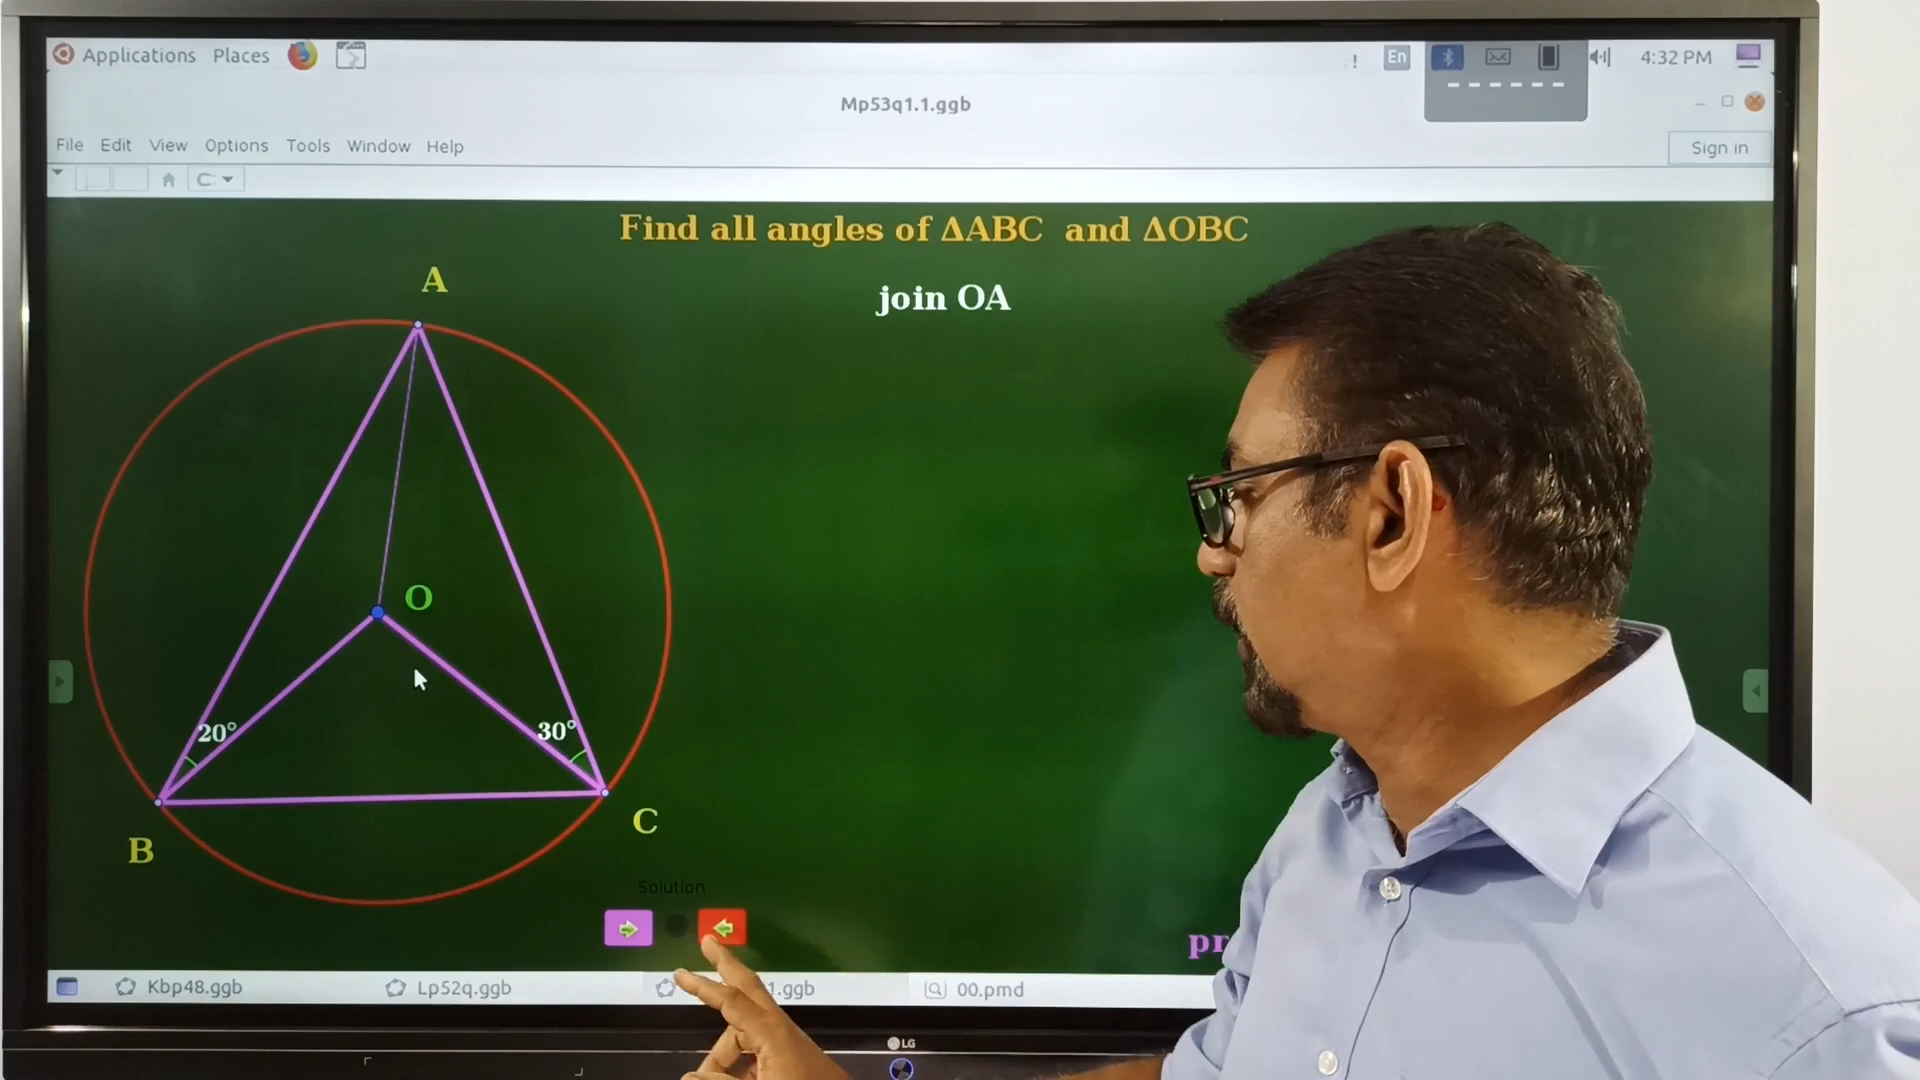 Applications Places
! En 4:32 PM
Mp53q1.1.ggb
File Edit View Options Tools Window Help
Sign in
C:
Find all angles of ΔABC and ΔOBC
join OA
A
O
20°
30°
B
C
Solution
pr
Kbp48.ggb Lp52q.ggb 1.ggb 00.pmd
LG